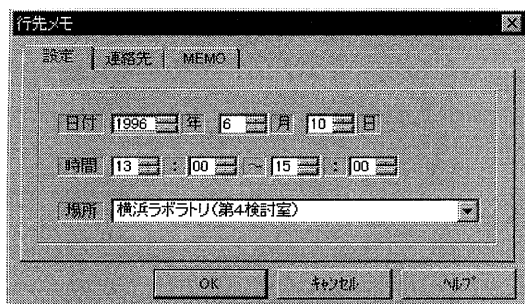 行先メモ
設定 連絡先 MEMO
日付 1996 年 6 月 10 日
時間 13 : 00 ～ 15 : 00
場所 横浜ラボラトリ(第4検討室)
OK ｷｬﾝｾﾙ ﾍﾙﾌﾟ